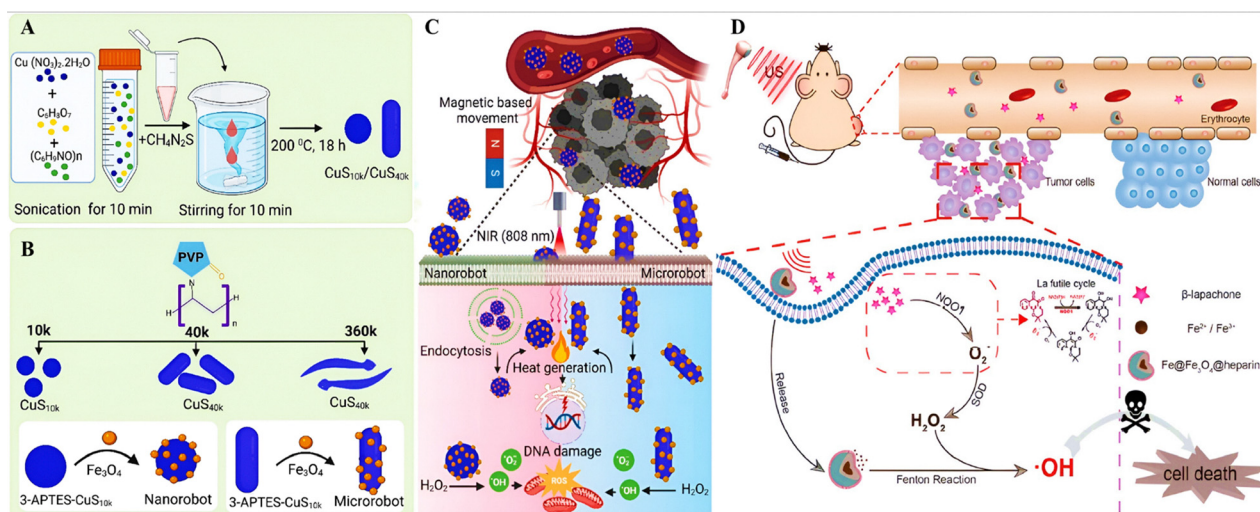 A
Cu (NO₃)₂.2H₂O
+
C₆H₈O₇
+
(C₆H₉NO)n
+CH₄N₂S
200 ⁰C, 18 h
CuS₁₀ₖ/CuS₄₀ₖ
Sonication for 10 min
Stirring for 10 min
B
PVP
O
N
H
H
n
10k
40k
360k
CuS₁₀ₖ
CuS₄₀ₖ
CuS₄₀ₖ
Fe₃O₄
3-APTES-CuS₁₀ₖ
Nanorobot
Fe₃O₄
3-APTES-CuS₁₀ₖ
Microrobot
C
Magnetic based
movement
N
S
NIR (808 nm)
Nanorobot
Microrobot
Endocytosis
Heat generation
DNA damage
H₂O₂
•O₂⁻
•OH
ROS
•O₂⁻
•OH
H₂O₂
D
US
Erythrocyte
Tumor cells
Normal cells
NQO1
La futile cycle
NQO1
O₂•⁻
SOD
H₂O₂
Release
Fenton Reaction
·OH
β-lapachone
Fe²⁺ / Fe³⁺
Fe@Fe₃O₄@heparin
cell death